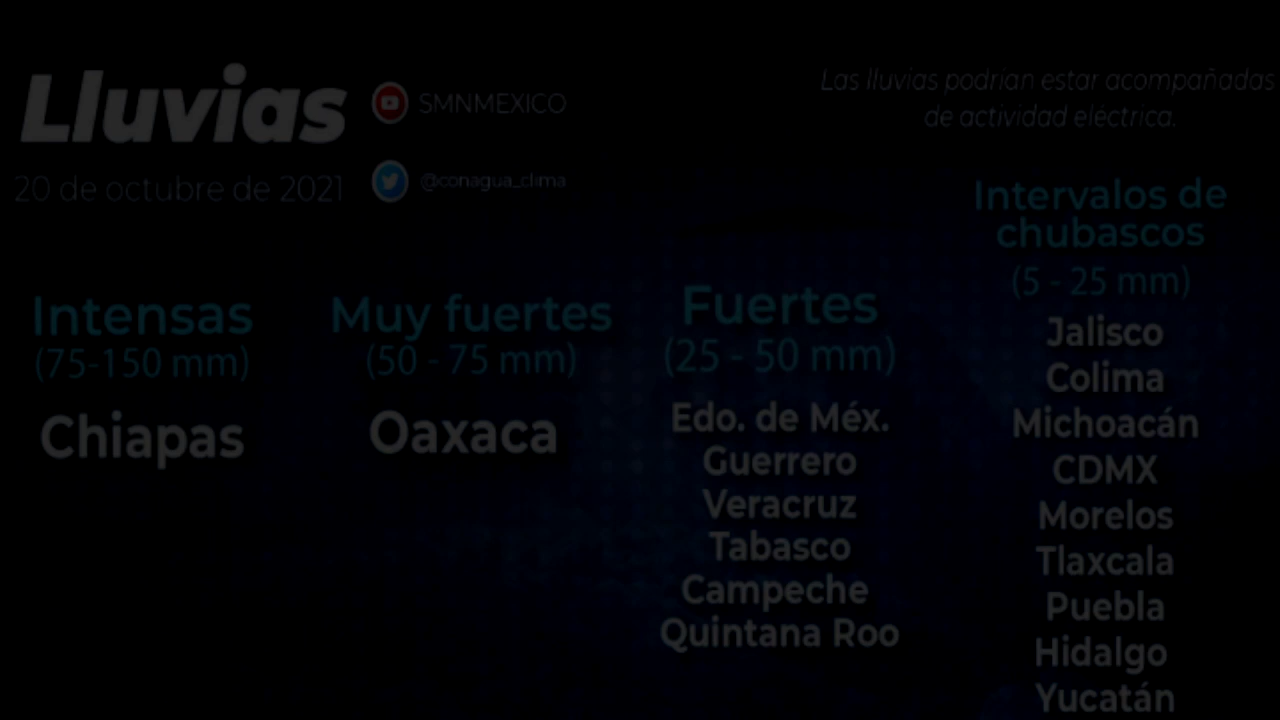 Lluvias
20 de octubre de 2021
SMNMEXICO
@conagua_clima
Las lluvias podrían estar acompañadas
de actividad eléctrica.
Intensas
(75-150 mm)
Chiapas
Muy fuertes
(50 - 75 mm)
Oaxaca
Fuertes
(25 - 50 mm)
Edo. de Méx.
Guerrero
Veracruz
Tabasco
Campeche
Quintana Roo
Intervalos de
chubascos
(5 - 25 mm)
Jalisco
Colima
Michoacán
CDMX
Morelos
Tlaxcala
Puebla
Hidalgo
Yucatán